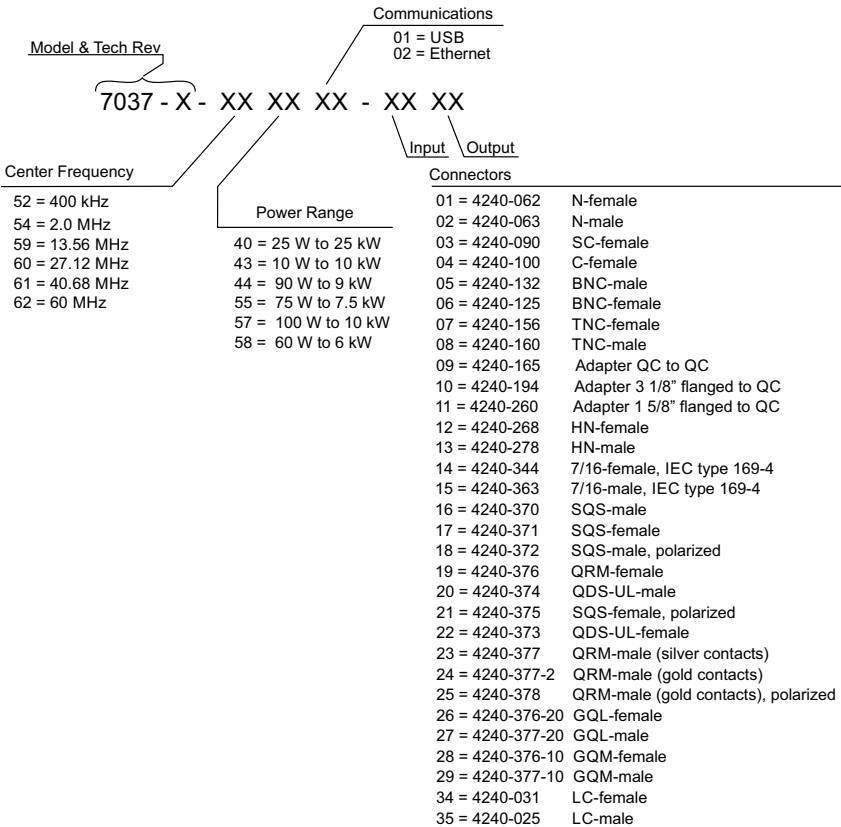 Communications
01 = USB
02 = Ethernet
Model & Tech Rev
7037 - X - XX XX XX - XX XX
Input
Output
Center Frequency
52 = 400 kHz
54 = 2.0 MHz
59 = 13.56 MHz
60 = 27.12 MHz
61 = 40.68 MHz
62 = 60 MHz
Power Range
40 = 25 W to 25 kW
43 = 10 W to 10 kW
44 = 90 W to 9 kW
55 = 75 W to 7.5 kW
57 = 100 W to 10 kW
58 = 60 W to 6 kW
Connectors
01 = 4240-062 N-female
02 = 4240-063 N-male
03 = 4240-090 SC-female
04 = 4240-100 C-female
05 = 4240-132 BNC-male
06 = 4240-125 BNC-female
07 = 4240-156 TNC-female
08 = 4240-160 TNC-male
09 = 4240-165 Adapter QC to QC
10 = 4240-194 Adapter 3 1/8” flanged to QC
11 = 4240-260 Adapter 1 5/8” flanged to QC
12 = 4240-268 HN-female
13 = 4240-278 HN-male
14 = 4240-344 7/16-female, IEC type 169-4
15 = 4240-363 7/16-male, IEC type 169-4
16 = 4240-370 SQS-male
17 = 4240-371 SQS-female
18 = 4240-372 SQS-male, polarized
19 = 4240-376 QRM-female
20 = 4240-374 QDS-UL-male
21 = 4240-375 SQS-female, polarized
22 = 4240-373 QDS-UL-female
23 = 4240-377 QRM-male (silver contacts)
24 = 4240-377-2 QRM-male (gold contacts)
25 = 4240-378 QRM-male (gold contacts), polarized
26 = 4240-376-20 GQL-female
27 = 4240-377-20 GQL-male
28 = 4240-376-10 GQM-female
29 = 4240-377-10 GQM-male
34 = 4240-031 LC-female
35 = 4240-025 LC-male